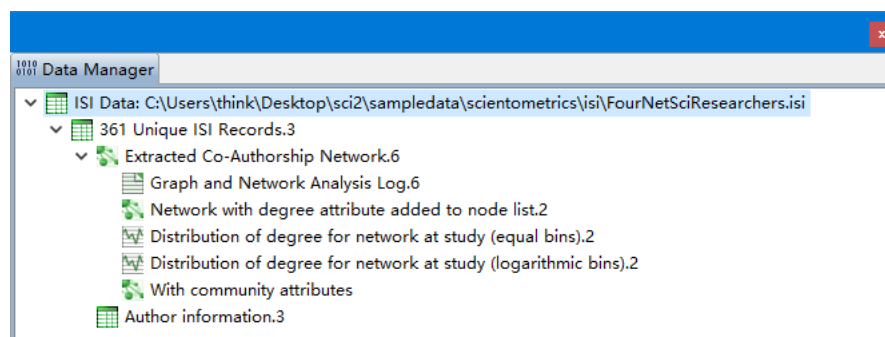 1010 0101 Data Manager
ISI Data: C:\Users\think\Desktop\sci2\sampledata\scientometrics\isi\FourNetSciResearchers.isi
361 Unique ISI Records.3
Extracted Co-Authorship Network.6
Graph and Network Analysis Log.6
Network with degree attribute added to node list.2
Distribution of degree for network at study (equal bins).2
Distribution of degree for network at study (logarithmic bins).2
With community attributes
Author information.3